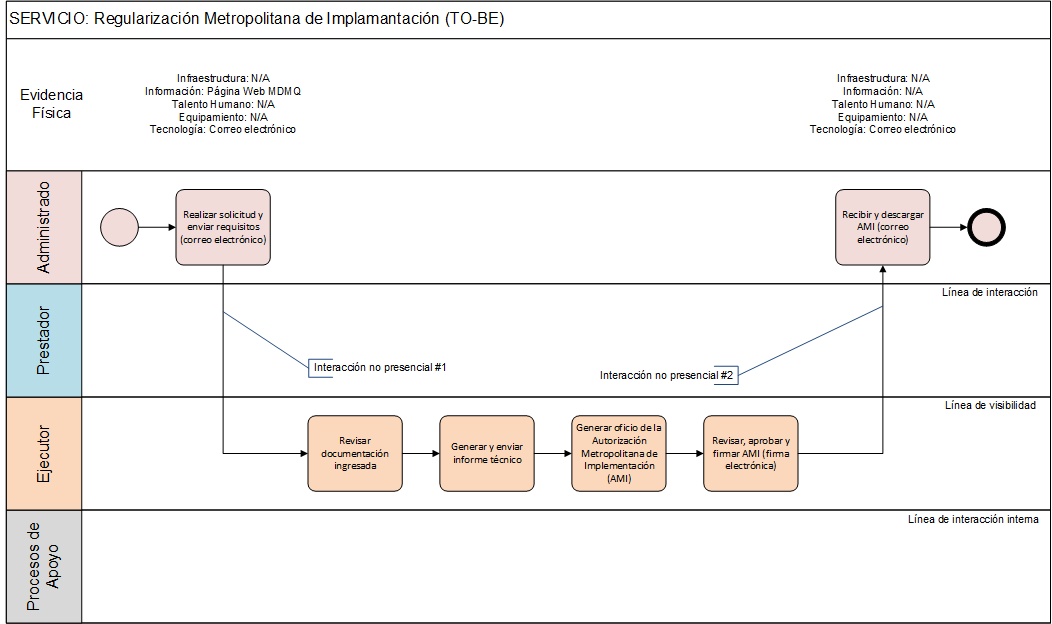 SERVICIO: Regularización Metropolitana de Implamantación (TO-BE)
Evidencia
Física
Infraestructura: N/A
Información: Página Web MDMQ
Talento Humano: N/A
Equipamiento: N/A
Tecnología: Correo electrónico
Infraestructura: N/A
Información: N/A
Talento Humano: N/A
Equipamiento: N/A
Tecnología: Correo electrónico
Administrado
Realizar solicitud y
enviar requisitos
(correo electrónico)
Recibir y descargar
AMI (correo
electrónico)
Línea de interacción
Prestador
Interacción no presencial #1
Interacción no presencial #2
Línea de visibilidad
Ejecutor
Revisar
documentación
ingresada
Generar y enviar
informe técnico
Generar oficio de la
Autorización
Metropolitana de
Implementación
(AMI)
Revisar, aprobar y
firmar AMI (firma
electrónica)
Línea de interacción interna
Procesos de
Apoyo